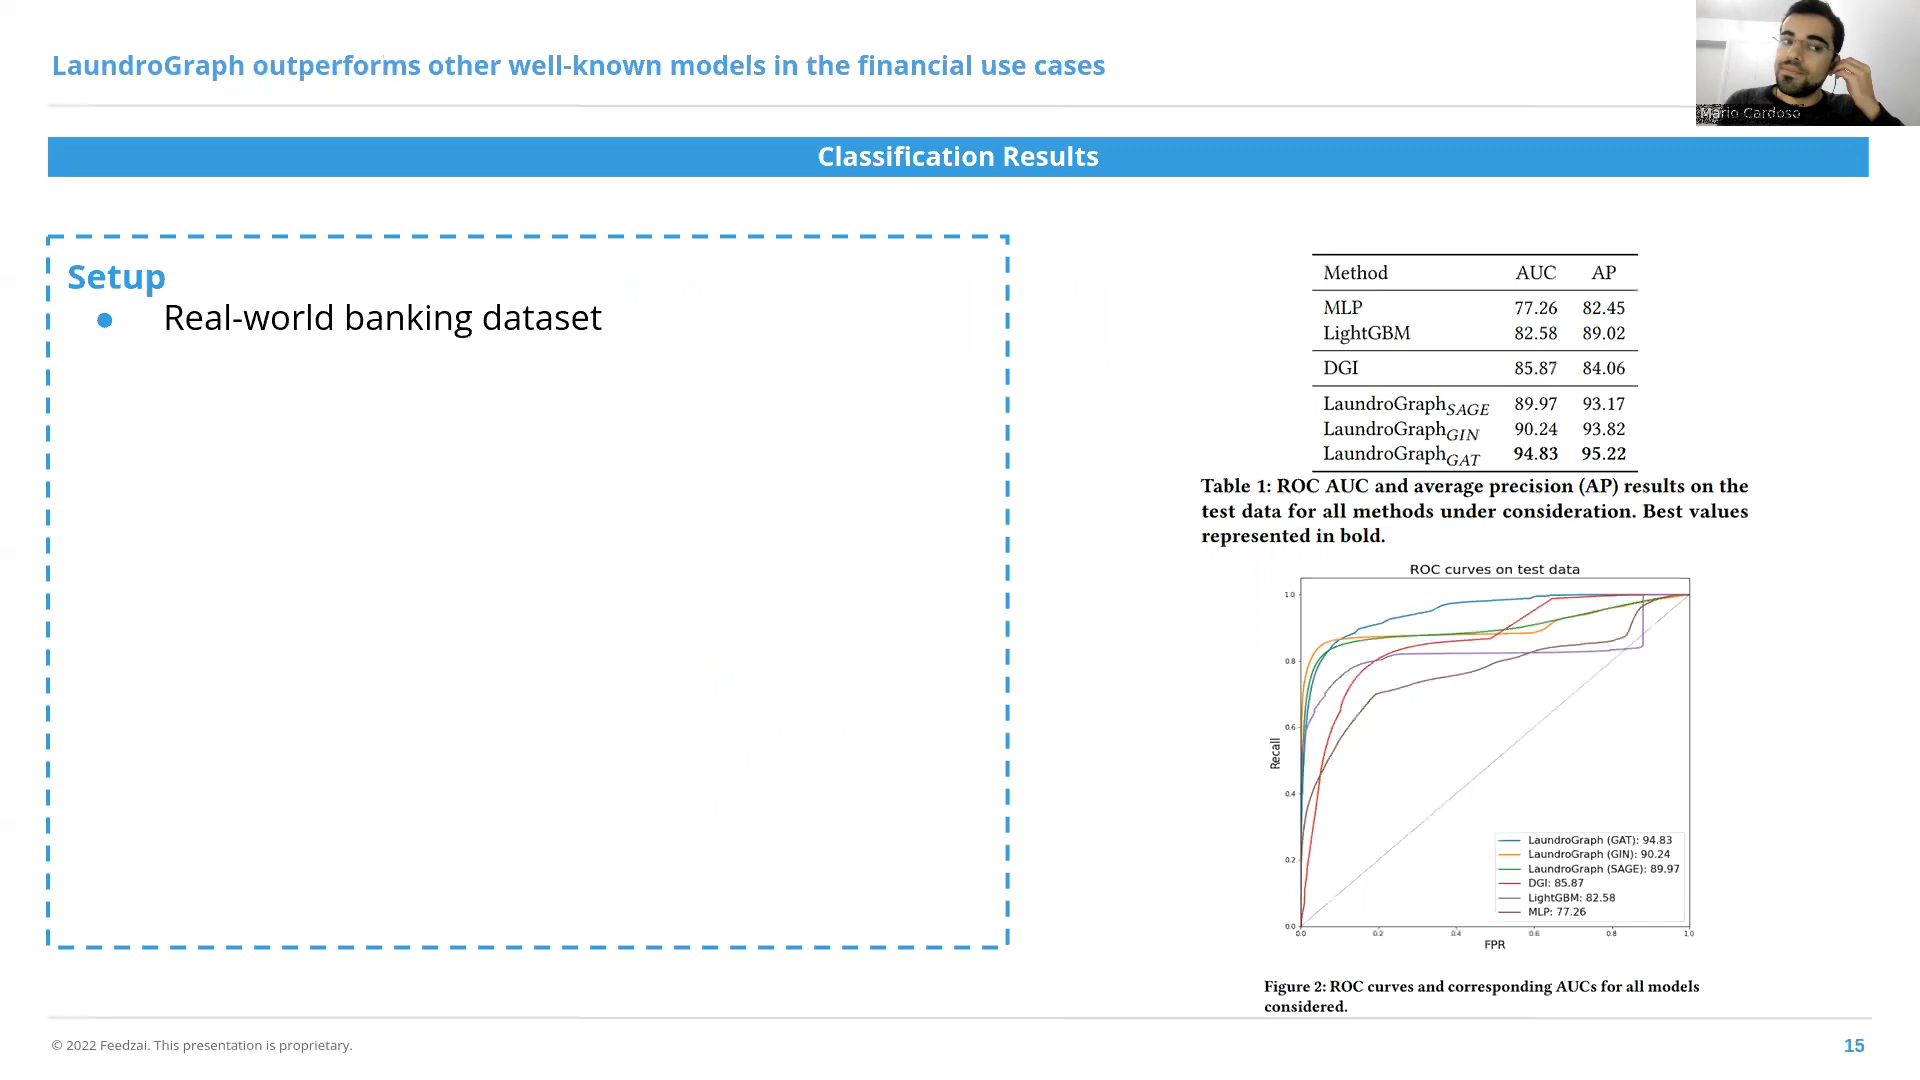 LaundroGraph outperforms other well-known models in the financial use cases
Mario Cardoso
Classification Results
Setup
● Real-world banking dataset
Method AUC AP
MLP 77.26 82.45
LightGBM 82.58 89.02
DGI 85.87 84.06
LaundroGraphSAGE 89.97 93.17
LaundroGraphGIN 90.24 93.82
LaundroGraphGAT 94.83 95.22
Table 1: ROC AUC and average precision (AP) results on the
test data for all methods under consideration. Best values
represented in bold.
ROC curves on test data
1.0
0.8
0.6
0.4
0.2
0.0
Recall
LaundroGraph (GAT): 94.83
LaundroGraph (GIN): 90.24
LaundroGraph (SAGE): 89.97
DGI: 85.87
LightGBM: 82.58
MLP: 77.26
0.0 0.2 0.4 0.6 0.8 1.0
FPR
Figure 2: ROC curves and corresponding AUCs for all models
considered.
© 2022 Feedzai. This presentation is proprietary.
15